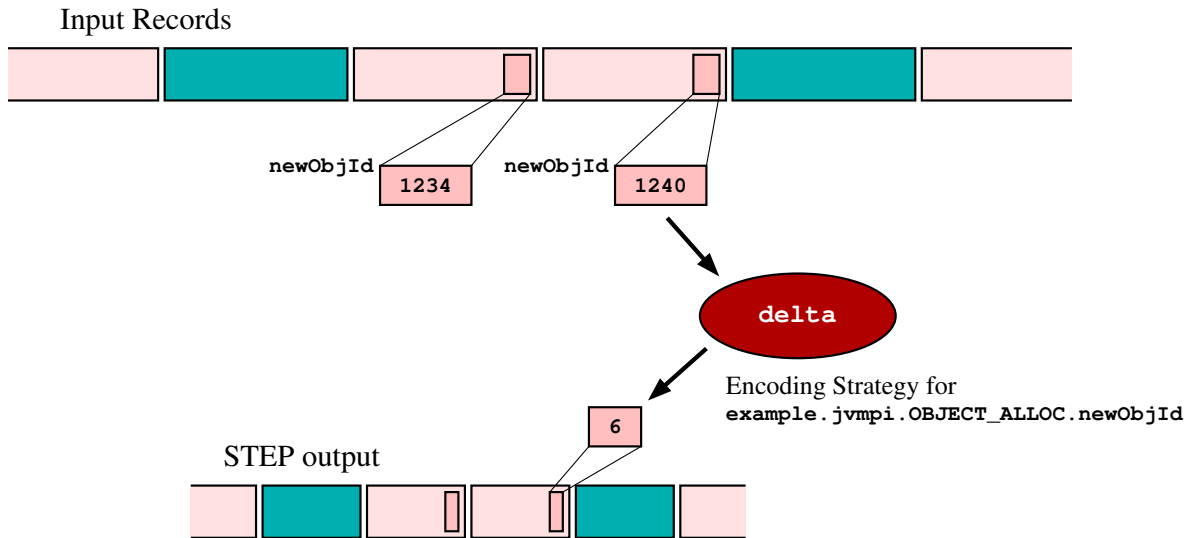 Input Records
newObjId
newObjId
1234
1240
delta
Encoding Strategy for
example.jvmpi.OBJECT_ALLOC.newObjId
6
STEP output